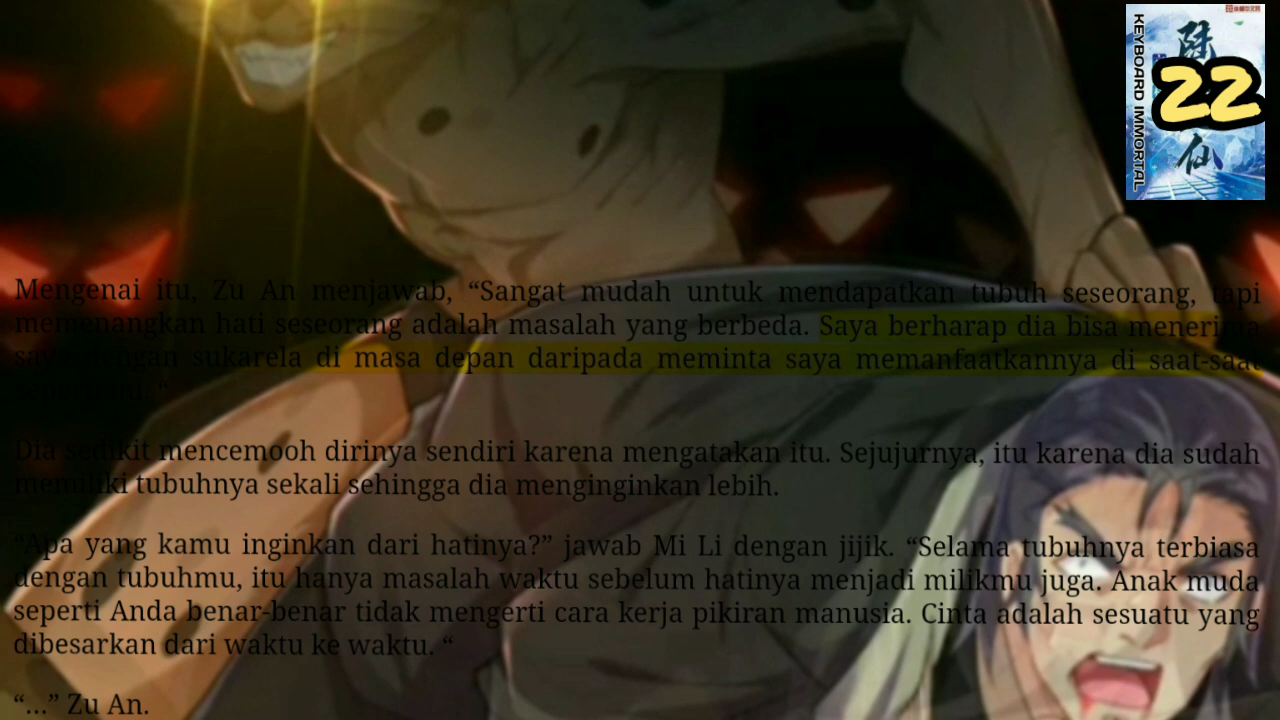 KEYBOARD IMMORTAL
陸
仙
22
Mengenai itu, Zu An menjawab, “Sangat mudah untuk mendapatkan tubuh seseorang, tapi
memenangkan hati seseorang adalah masalah yang berbeda. Saya berharap dia bisa menerima
saya dengan sukarela di masa depan daripada meminta saya memanfaatkannya di saat-saat
seperti ini. “
Dia sedikit mencemooh dirinya sendiri karena mengatakan itu. Sejujurnya, itu karena dia sudah
memiliki tubuhnya sekali sehingga dia menginginkan lebih.
“Apa yang kamu inginkan dari hatinya?” jawab Mi Li dengan jijik. “Selama tubuhnya terbiasa
dengan tubuhmu, itu hanya masalah waktu sebelum hatinya menjadi milikmu juga. Anak muda
seperti Anda benar-benar tidak mengerti cara kerja pikiran manusia. Cinta adalah sesuatu yang
dibesarkan dari waktu ke waktu. “
“…” Zu An.